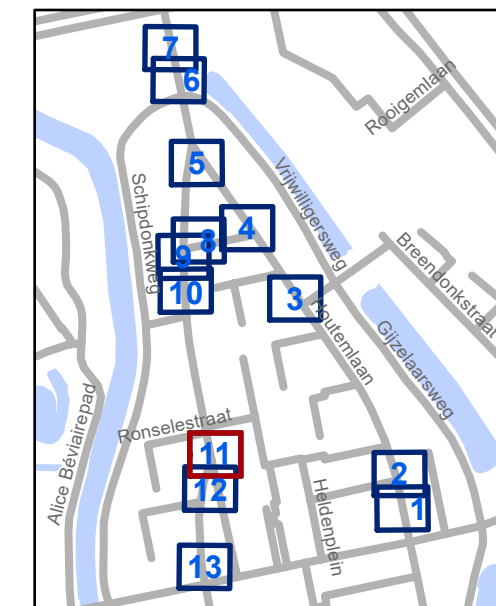 7
6
Rooigemlaan
5
Vrijwilligersweg
Schipdonkweg
4
8
9
Breendonkstraat
10
3
Houtemlaan
Gijzelaarsweg
Alice Béviairepad
Ronselestraat
11
2
12
Heldenplein
1
13